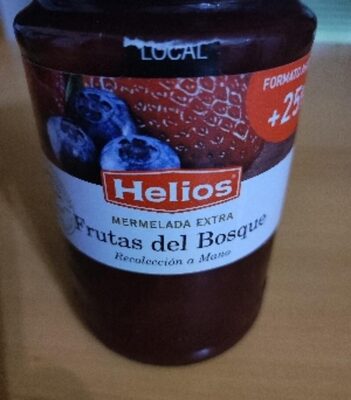 LOCAL
FORMATO
+25
Helios
MERMELADA EXTRA
Frutas del Bosque
Recolección a Mano